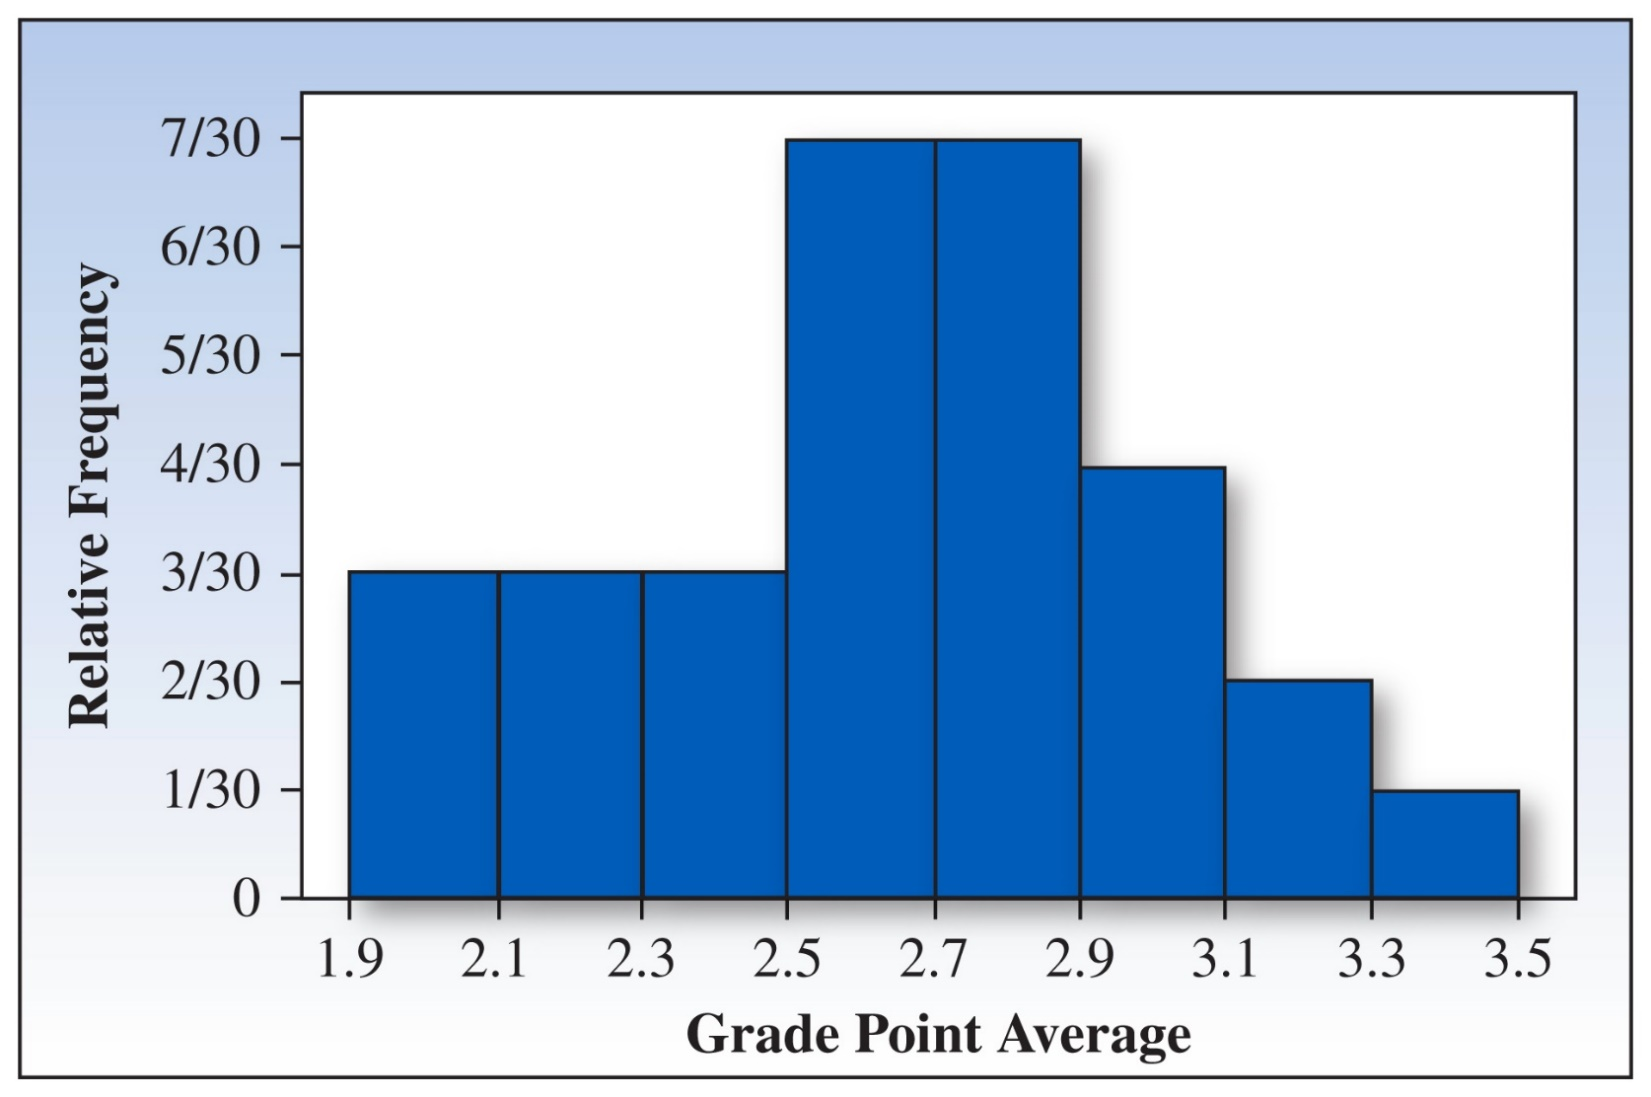 7/30
6/30
5/30
4/30
3/30
2/30
1/30
0
Relative Frequency
1.9 2.1 2.3 2.5 2.7 2.9 3.1 3.3 3.5
Grade Point Average